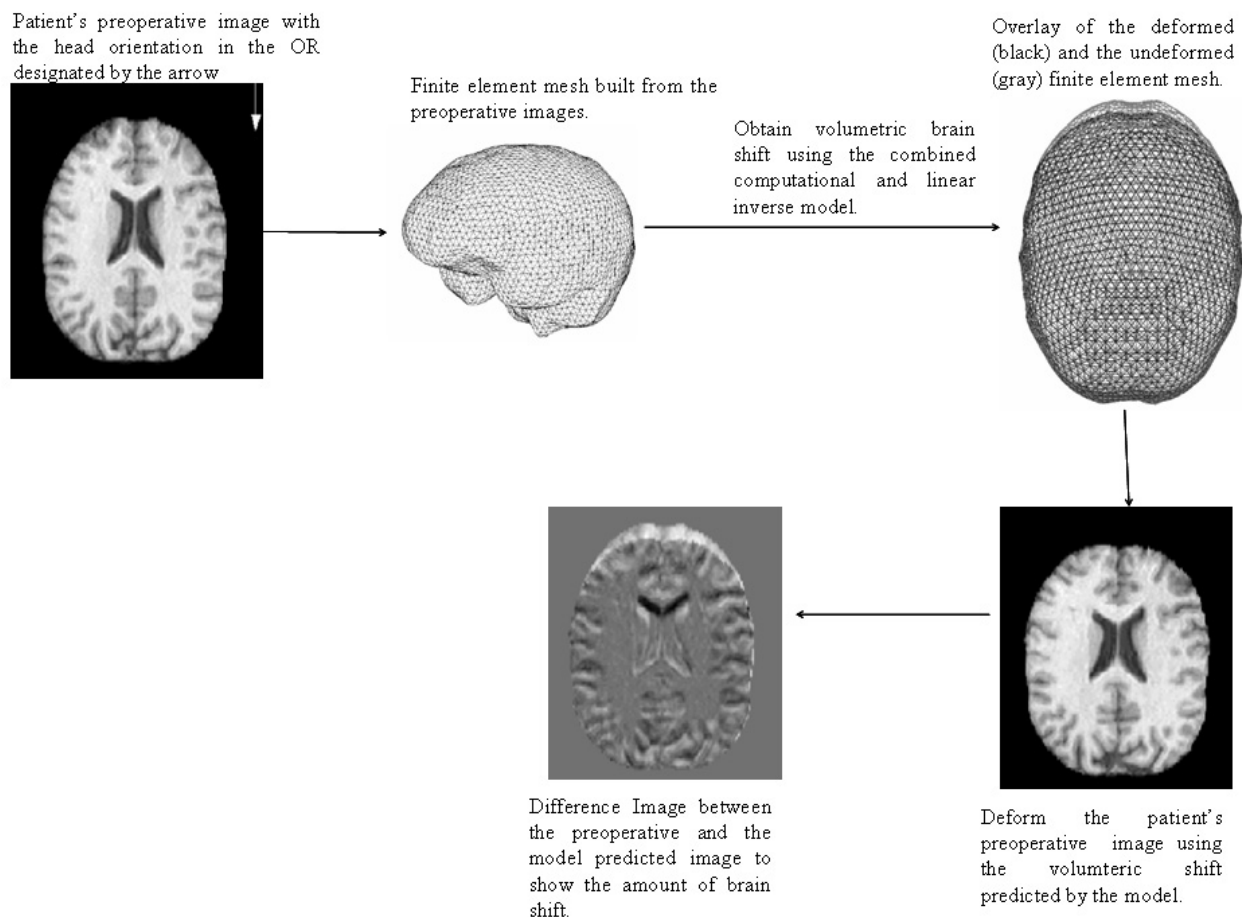 Patient's preoperative image with
the head orientation in the OR
designated by the arrow
Finite element mesh built from the
preoperative images.
Obtain volumetric brain
shift using the combined
computational and linear
inverse model.
Overlay of the deformed
(black) and the undeformed
(gray) finite element mesh.
Deform the patient's
preoperative image using
the volumteric shift
predicted by the model.
Difference Image between
the preoperative and the
model predicted image to
show the amount of brain
shift.